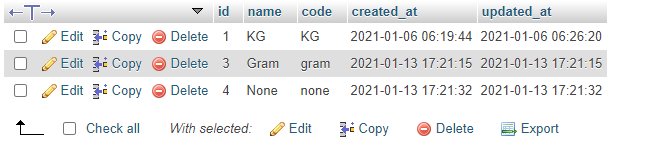 id name code created_at updated_at
Edit Copy Delete 1 KG KG 2021-01-06 06:19:44 2021-01-06 06:26:20
Edit Copy Delete 3 Gram gram 2021-01-13 17:21:15 2021-01-13 17:21:15
Edit Copy Delete 4 None none 2021-01-13 17:21:32 2021-01-13 17:21:32
Check all With selected: Edit Copy Delete Export